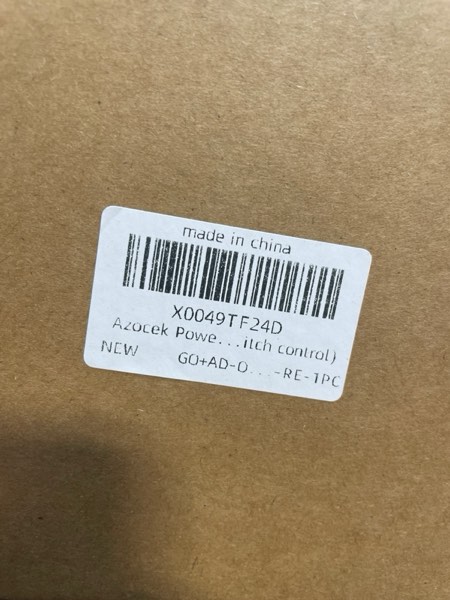 made in china
X0049TF24D
Azocek Powe...itch control)
NEW GO+AD-O...-RE-1PC